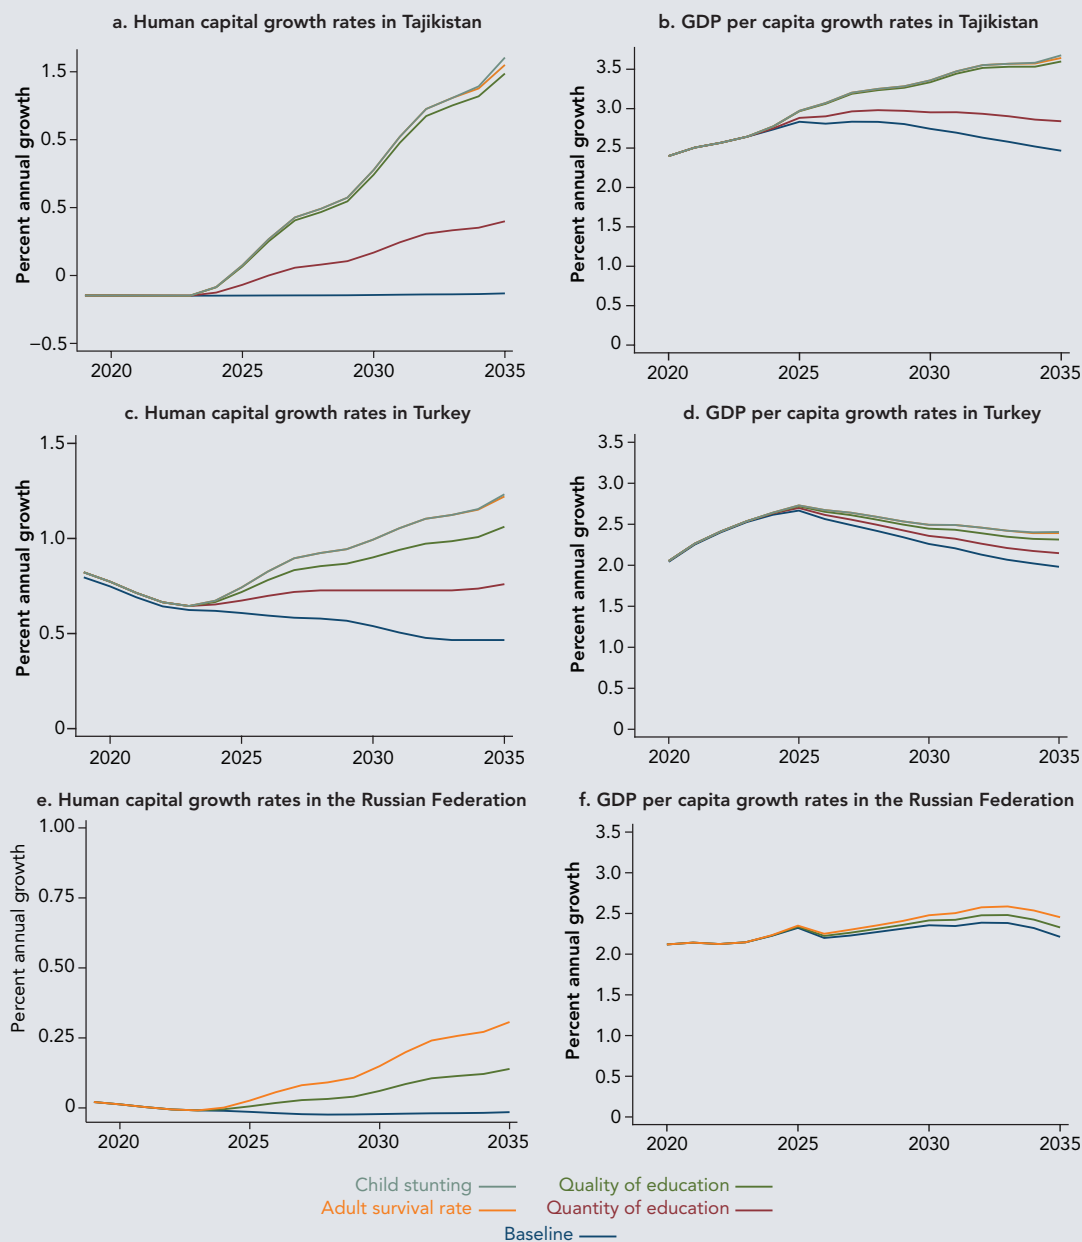 a. Human capital growth rates in Tajikistan
Percent annual growth
1.5
0.5
0.5
0
−0.5
2020 2025 2030 2035
b. GDP per capita growth rates in Tajikistan
Percent annual growth
3.5
3.0
2.5
2.0
1.5
1.0
0.5
0
2020 2025 2030 2035
c. Human capital growth rates in Turkey
Percent annual growth
1.5
1.0
0.5
0
2020 2025 2030 2035
d. GDP per capita growth rates in Turkey
Percent annual growth
3.5
3.0
2.5
2.0
1.5
1.0
0.5
0
2020 2025 2030 2035
e. Human capital growth rates in the Russian Federation
Percent annual growth
1.00
0.75
0.50
0.25
0
2020 2025 2030 2035
f. GDP per capita growth rates in the Russian Federation
Percent annual growth
3.5
3.0
2.5
2.0
1.5
1.0
0.5
0
2020 2025 2030 2035
Child stunting
Quality of education
Adult survival rate
Quantity of education
Baseline